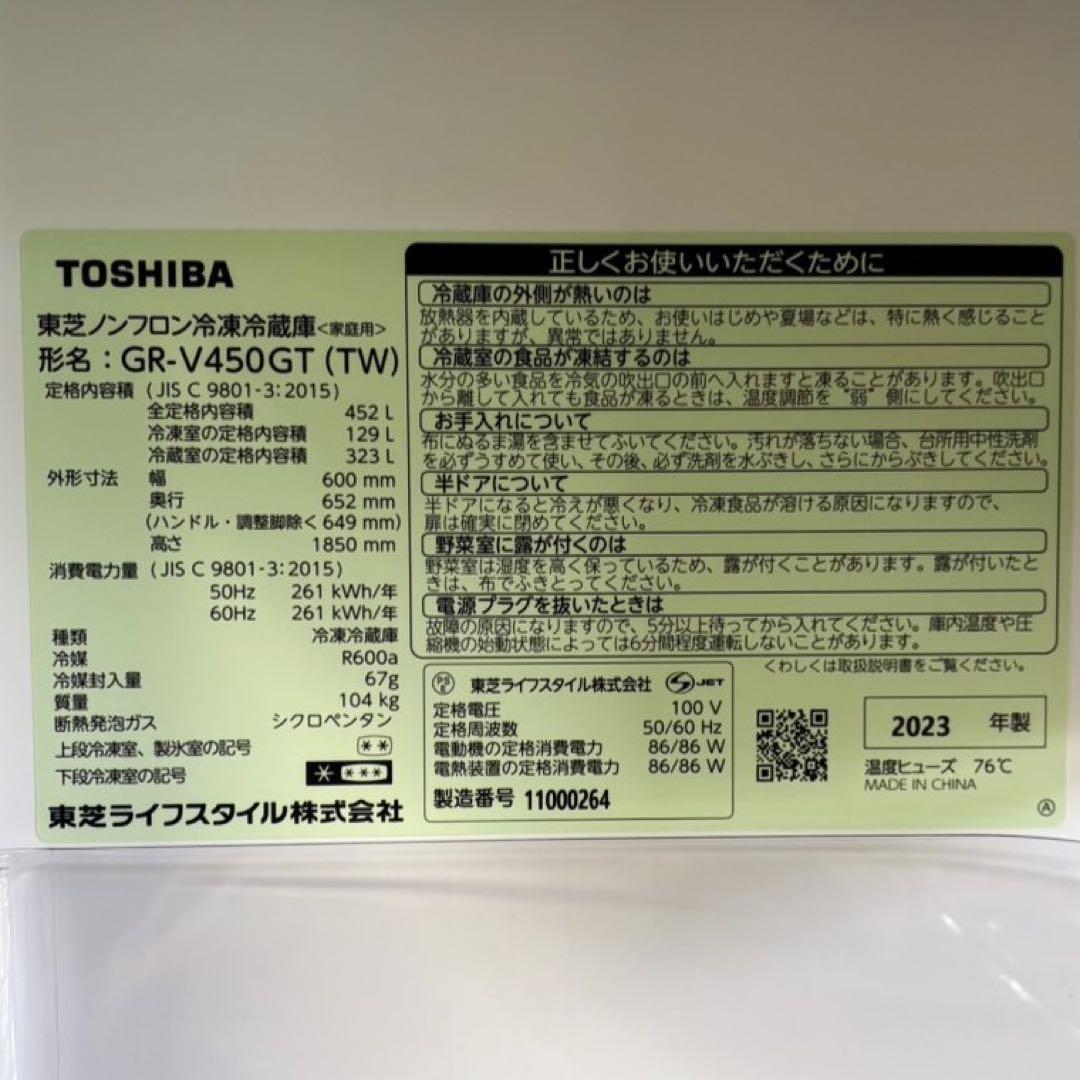 TOSHIBA
東芝ノンフロン冷凍冷蔵庫<家庭用>
形名：GR-V450GT (TW)
定格内容積 (JIS C 9801-3:2015)
全定格内容積 452 L
冷凍室の定格内容積 129 L
冷蔵室の定格内容積 323 L
外形寸法 幅 600 mm
奥行 652 mm
(ハンドル・調整脚除く 649 mm)
高さ 1850 mm
消費電力量 (JIS C 9801-3:2015)
50Hz 261 kWh/年
60Hz 261 kWh/年
種類 冷凍冷蔵庫
冷媒 R600a
冷媒封入量 67g
質量 104 kg
断熱発泡ガス シクロペンタン
上段冷凍室、製氷室の記号 **
下段冷凍室の記号 * ***
東芝ライフスタイル株式会社
正しくお使いいただくために
冷蔵庫の外側が熱いのは
放熱器を内蔵しているため、お使いはじめや夏場などは、特に熱く感じること
がありますが、異常ではありません。
冷蔵室の食品が凍結するのは
水分の多い食品を冷気の吹出口の前へ入れますと凍ることがあります。吹出口
から離して入れても食品が凍るときは、温度調節を“弱”側にしてください。
お手入れについて
布にぬるま湯を含ませてふいてください。汚れが落ちない場合、台所用中性洗剤
を必ずうすめて使い、その後、必ず洗剤を水ぶきし、さらにからぶきしてください。
半ドアについて
半ドアになると冷えが悪くなり、冷凍食品が溶ける原因になりますので、
扉は確実に閉めてください。
野菜室に露が付くのは
野菜室は湿度を高く保っているため、露が付くことがあります。露が付いたと
きは、布でふきとってください。
電源プラグを抜いたときは
故障の原因になりますので、5分以上待ってから入れてください。庫内温度や圧
縮機の始動状態によっては6分間程度運転しないことがあります。
くわしくは取扱説明書をご覧ください。
PS E 東芝ライフスタイル株式会社 S JET
定格電圧 100 V
定格周波数 50/60 Hz
電動機の定格消費電力 86/86 W
電熱装置の定格消費電力 86/86 W
製造番号 11000264
2023 年製
温度ヒューズ 76℃
MADE IN CHINA
Ⓐ